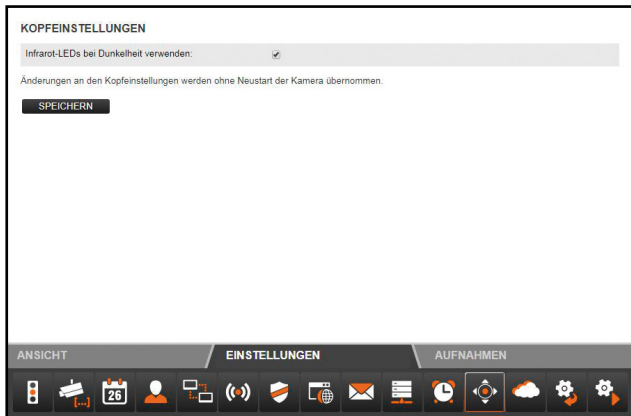 KOPFEINSTELLUNGEN
Infrarot-LEDs bei Dunkelheit verwenden:
Änderungen an den Kopfeinstellungen werden ohne Neustart der Kamera übernommen.
SPEICHERN
ANSICHT EINSTELLUNGEN AUFNAHMEN
[...] 26